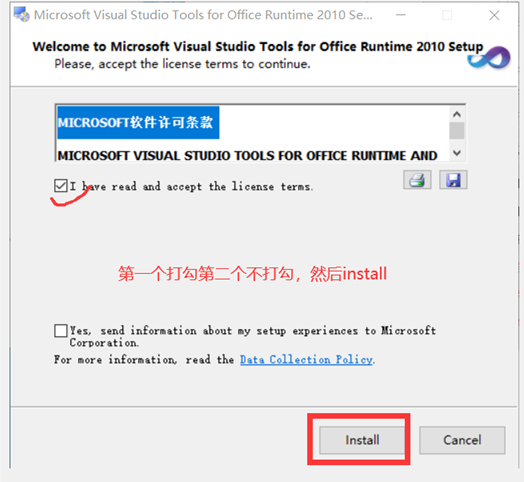 Microsoft Visual Studio Tools for Office Runtime 2010 Se...
Welcome to Microsoft Visual Studio Tools for Office Runtime 2010 Setup
Please, accept the license terms to continue.
MICROSOFT软件许可条款
MICROSOFT VISUAL STUDIO TOOLS FOR OFFICE RUNTIME AND
I have read and accept the license terms.
第一个打勾第二个不打勾，然后install
Yes, send information about my setup experiences to Microsoft
Corporation.
For more information, read the Data Collection Policy.
Install
Cancel